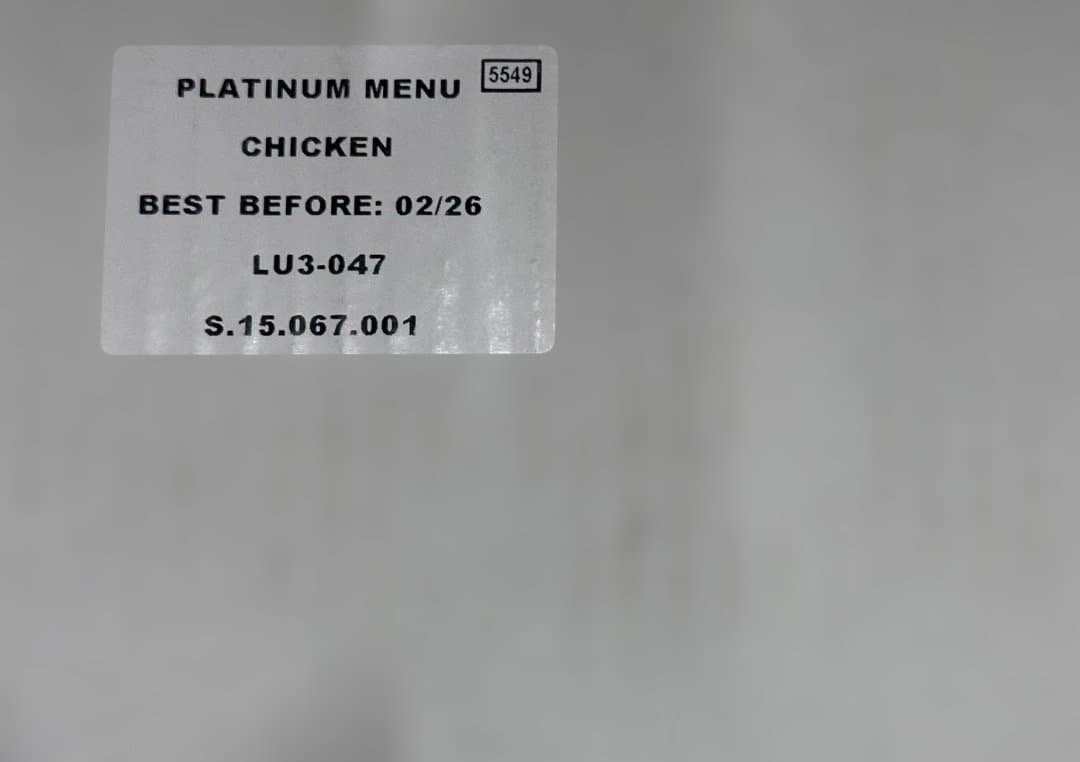 PLATINUM MENU 5549
CHICKEN
BEST BEFORE: 02/26
LU3-047
S.15.067.001